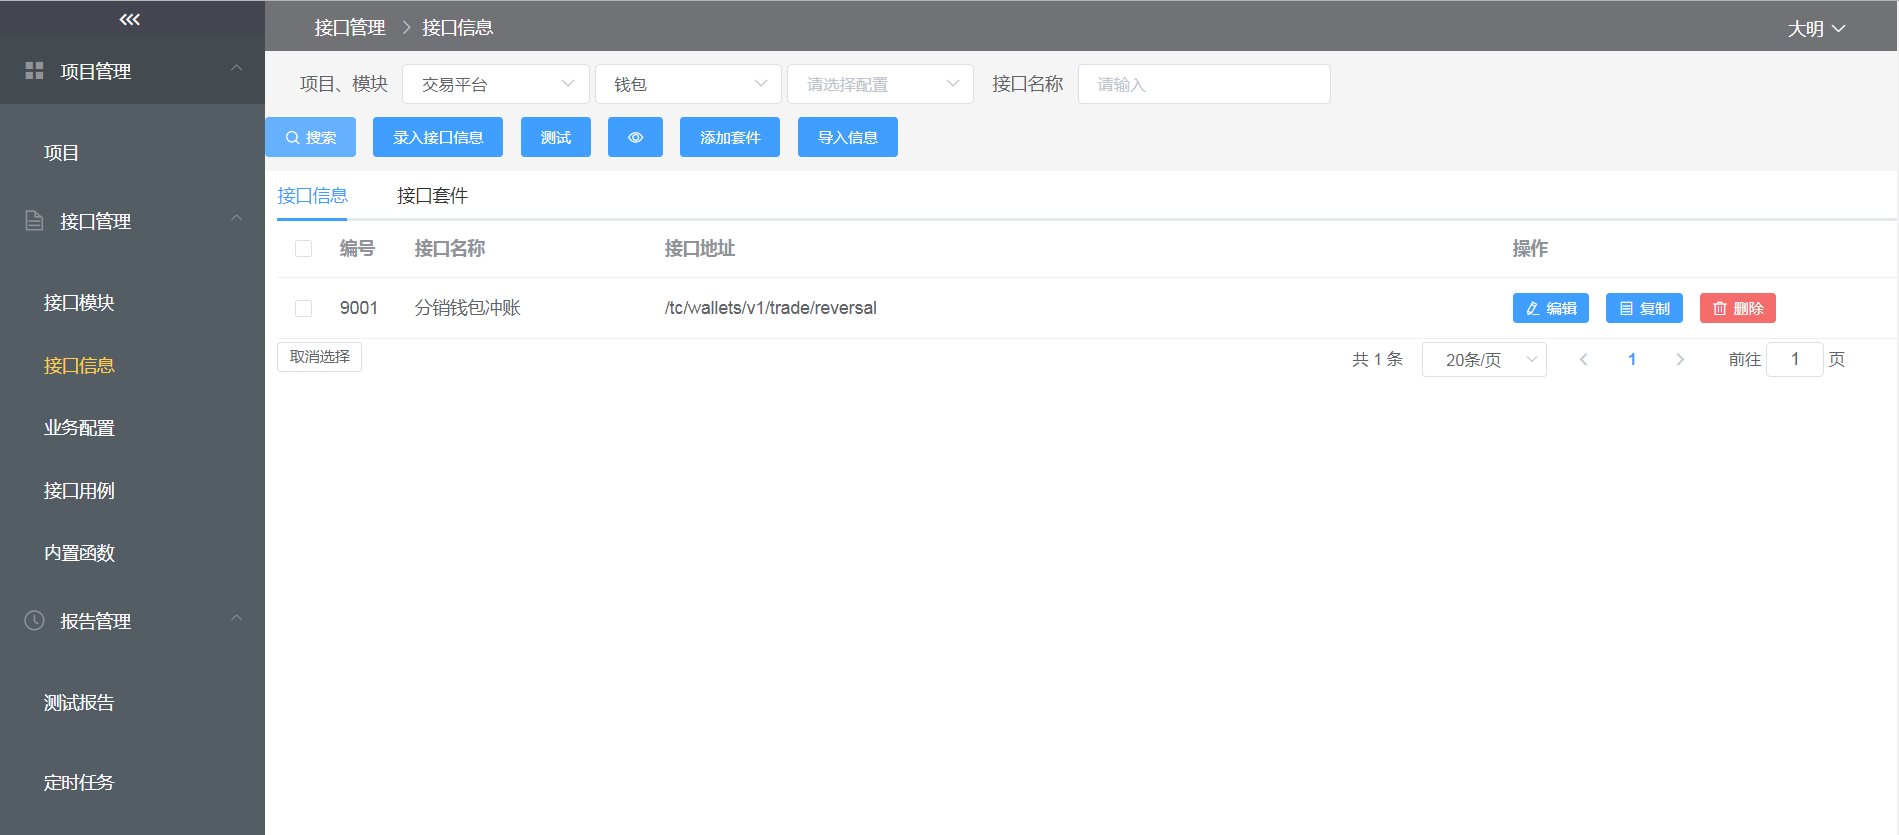 接口管理 接口信息
大明
项目管理
项目
接口管理
接口模块
接口信息
业务配置
接口用例
内置函数
报告管理
测试报告
定时任务
项目、模块 交易平台 钱包 请选择配置 接口名称 请输入
搜索 录入接口信息 测试 添加套件 导入信息
接口信息 接口套件
编号 接口名称 接口地址 操作
9001 分销钱包冲账 /tc/wallets/v1/trade/reversal 编辑 复制 删除
取消选择 共 1 条 20条/页 1 前往 1 页